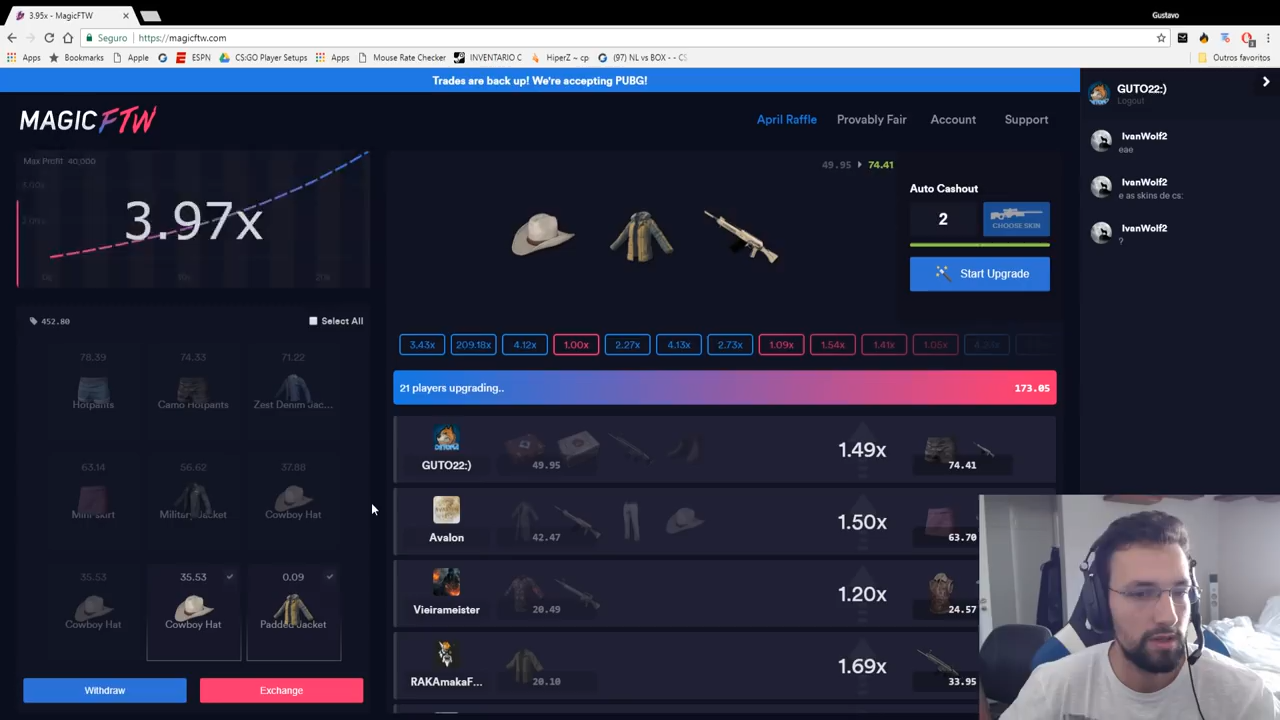 3.95x - MagicFTW
Gustavo
Seguro
https://magicftw.com
Apps
Bookmarks
Apple
ESPN
CS:GO Player Setups
Apps
Mouse Rate Checker
INVENTARIO C
HiperZ ~ cp
(97) NL vs BOX - - CS
Outros favoritos
Trades are back up! We're accepting PUBG!
GUTO22:)
Logout
MAGICFTW
April Raffle
Provably Fair
Account
Support
IvanWolf2
eae
IvanWolf2
e as skins de cs:
IvanWolf2
?
Max Profit 40,000
3.97x
49.95
74.41
Auto Cashout
2
CHOOSE SKIN
Start Upgrade
452.80
Select All
3.43x
209.18x
4.12x
1.00x
2.27x
4.13x
2.73x
1.09x
1.54x
1.41x
1.05x
78.39
74.33
71.22
Hotpants
Camo Hotpants
Zest Denim Jac...
63.14
56.62
37.88
Mini-skirt
Military Jacket
Cowboy Hat
35.53
35.53
0.09
Cowboy Hat
Cowboy Hat
Padded Jacket
Withdraw
Exchange
21 players upgrading..
173.05
GUTO22:)
49.95
1.49x
74.41
Avalon
42.47
1.50x
63.70
Vieirameister
20.49
1.20x
24.57
RAKAmakaF...
20.10
1.69x
33.95